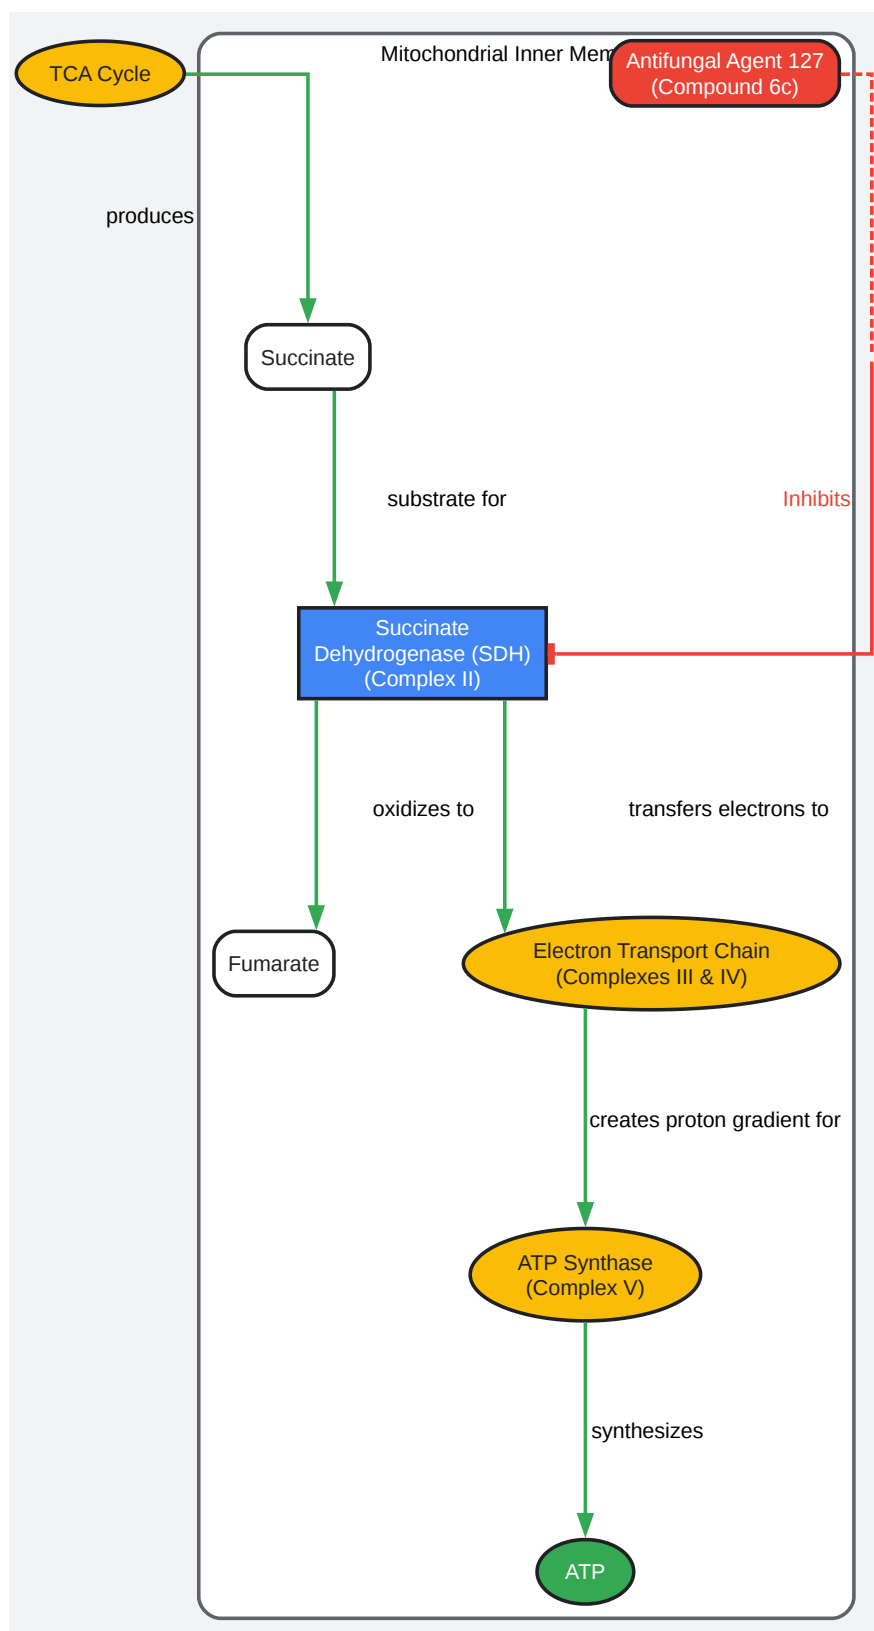 TCA Cycle
Mitochondrial Inner
Antifungal Agent 127
(Compound 6c)
produces
Succinate
substrate for
Inhibits
Succinate
Dehydrogenase (SDH)
(Complex II)
oxidizes to
transfers electrons to
Fumarate
Electron Transport Chain
(Complexes III & IV)
creates proton gradient for
ATP Synthase
(Complex V)
synthesizes
ATP